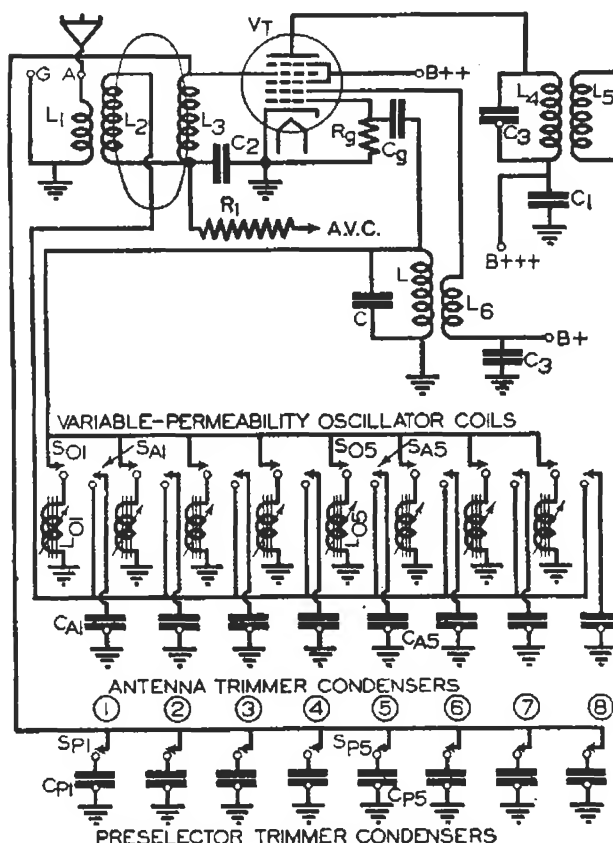 VT
G A
B++
L1 L2 L3
L4 L5
C3
Rg Cg
C2
C1
R1
A.V.C.
B+++
L
C
L6
B+
C3
VARIABLE-PERMEABILITY OSCILLATOR COILS
SO1 SA1 SO5 SA5
LO1 LO5
CA1 CA5
ANTENNA TRIMMER CONDENSERS
1 2 3 4 5 6 7 8
SP1 SP5
CP1 CP5
PRESELECTOR TRIMMER CONDENSERS